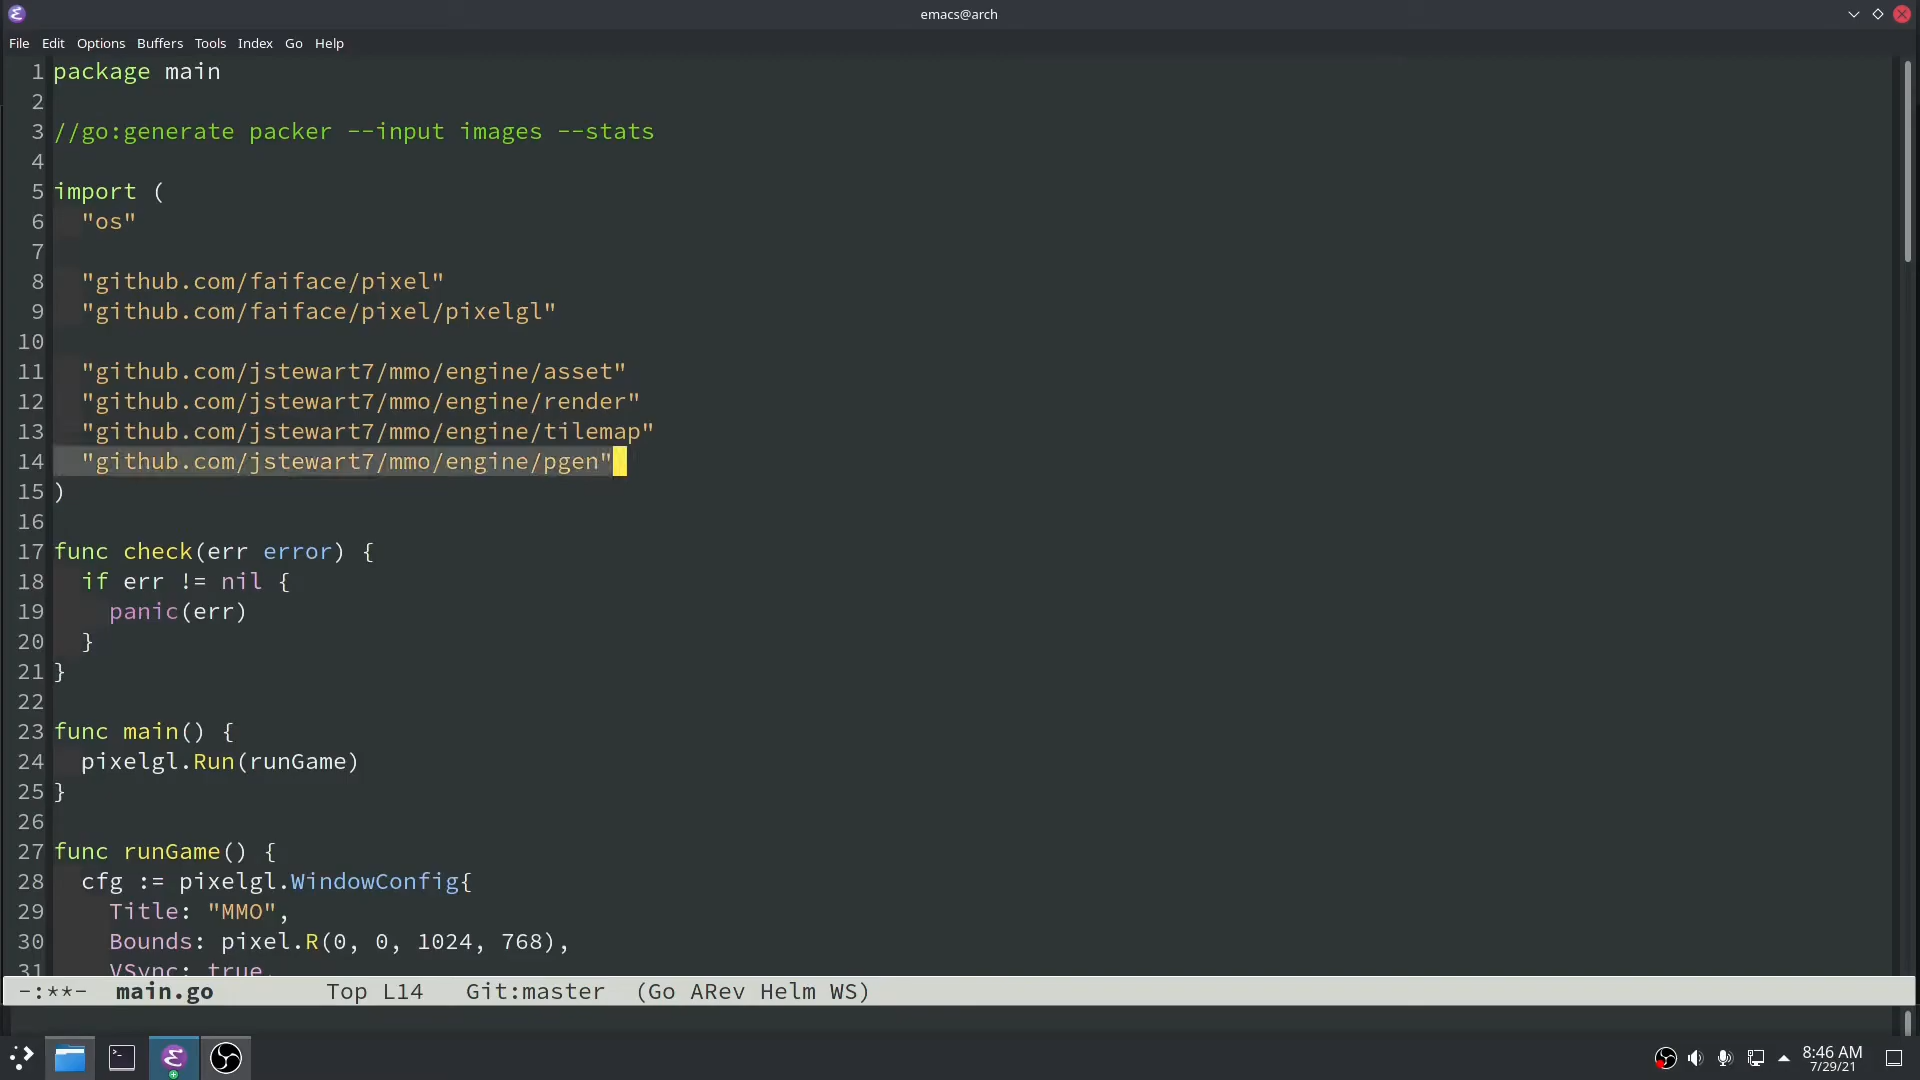 emacs@arch
File Edit Options Buffers Tools Index Go Help
1 package main
2
3 //go:generate packer --input images --stats
4
5 import (
6   "os"
7
8   "github.com/faiface/pixel"
9   "github.com/faiface/pixel/pixelgl"
10
11   "github.com/jstewart7/mmo/engine/asset"
12   "github.com/jstewart7/mmo/engine/render"
13   "github.com/jstewart7/mmo/engine/tilemap"
14   "github.com/jstewart7/mmo/engine/pgen"
15 )
16
17 func check(err error) {
18   if err != nil {
19     panic(err)
20   }
21 }
22
23 func main() {
24   pixelgl.Run(runGame)
25 }
26
27 func runGame() {
28   cfg := pixelgl.WindowConfig{
29     Title: "MMO",
30     Bounds: pixel.R(0, 0, 1024, 768),
31     VSync: true,
-:**-  main.go        Top L14   Git:master  (Go ARev Helm WS)
8:46 AM
7/29/21